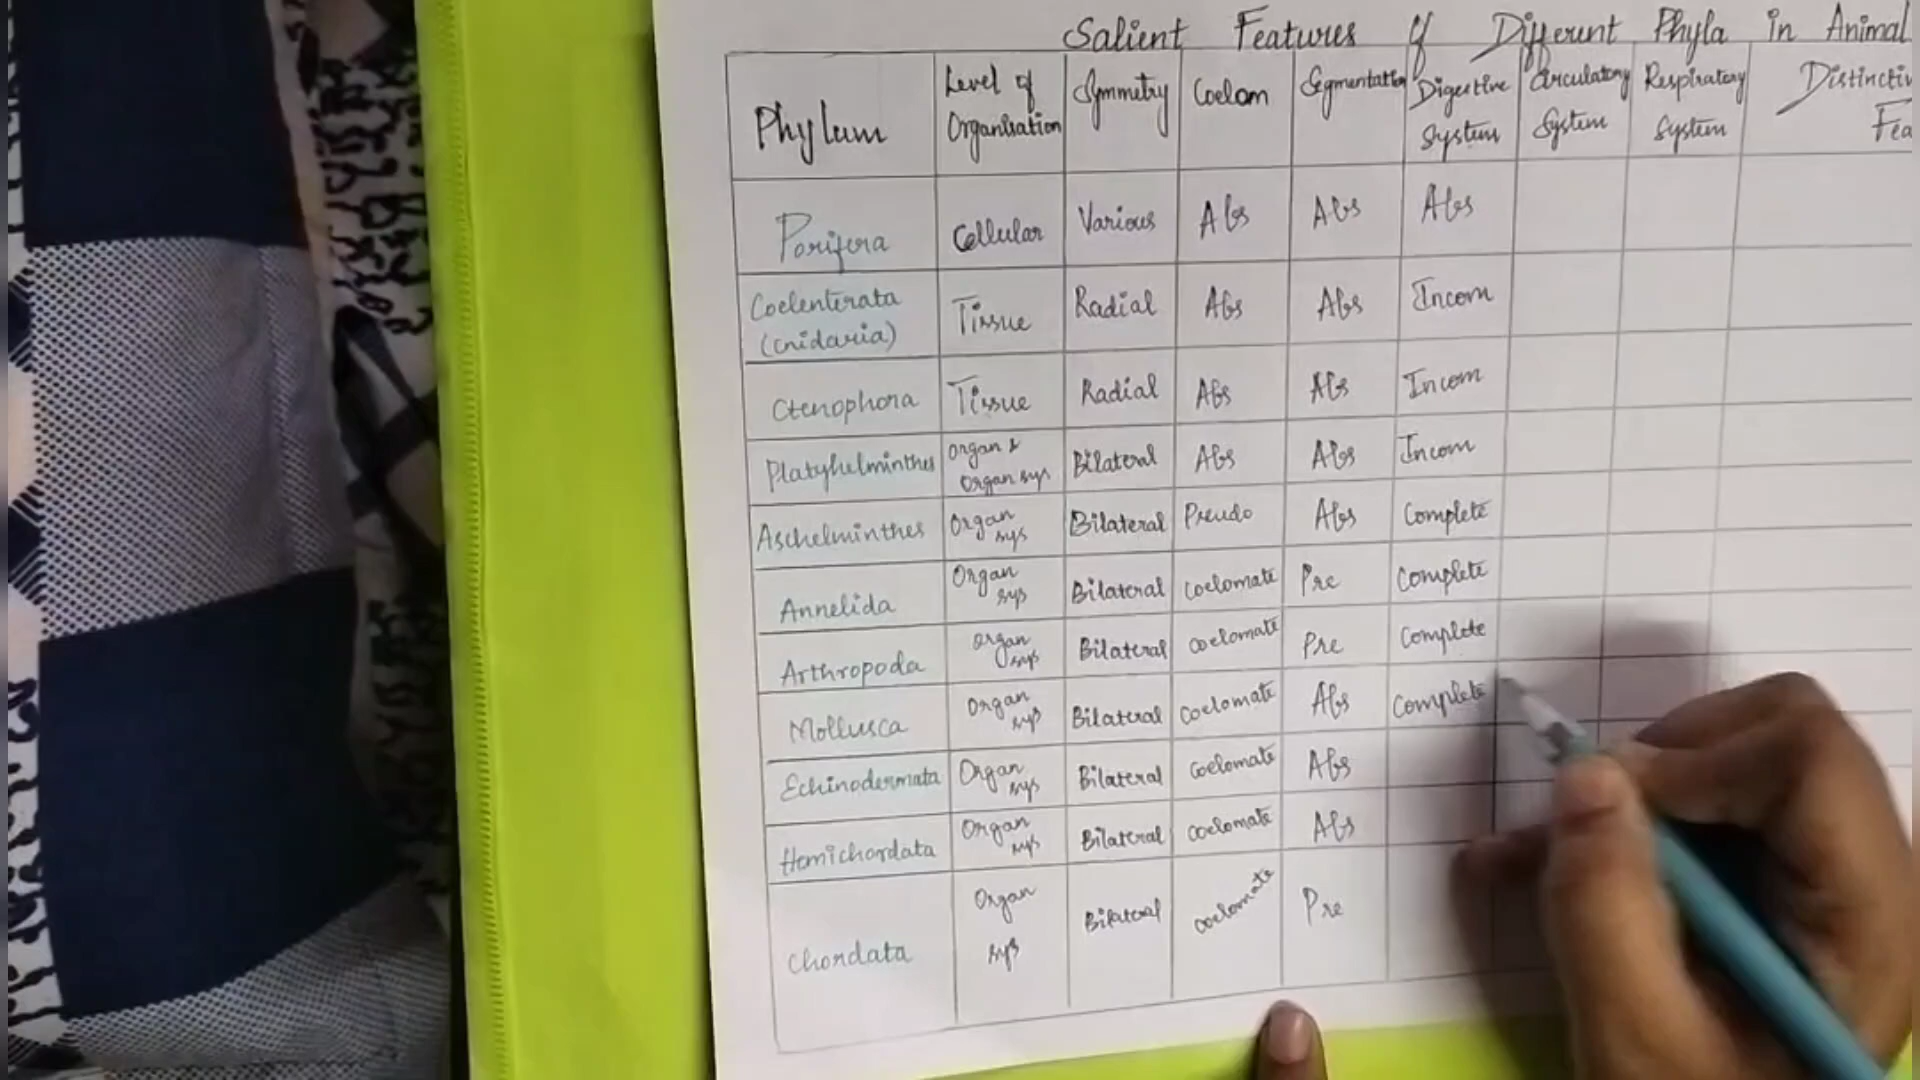 Salient Features of Different Phyla in Animal
Phylum Level of Organisation Symmetry Coelom Segmentation Digestive System Circulatory System Respiratory System Distinctiv Fea
Porifera Cellular Various Abs Abs Abs
Coelenterata (Cnidaria) Tissue Radial Abs Abs Incom
Ctenophora Tissue Radial Abs Abs Incom
Platyhelminthes Organ & Organ sys Bilateral Abs Abs Incom
Aschelminthes Organ sys Bilateral Pseudo Abs Complete
Annelida Organ sys Bilateral Coelomate Pre Complete
Arthropoda Organ sys Bilateral Coelomate Pre Complete
Mollusca Organ sys Bilateral Coelomate Abs Complete
Echinodermata Organ sys Bilateral Coelomate Abs
Hemichordata Organ sys Bilateral Coelomate Abs
Chordata Organ sys Bilateral Coelomate Pre